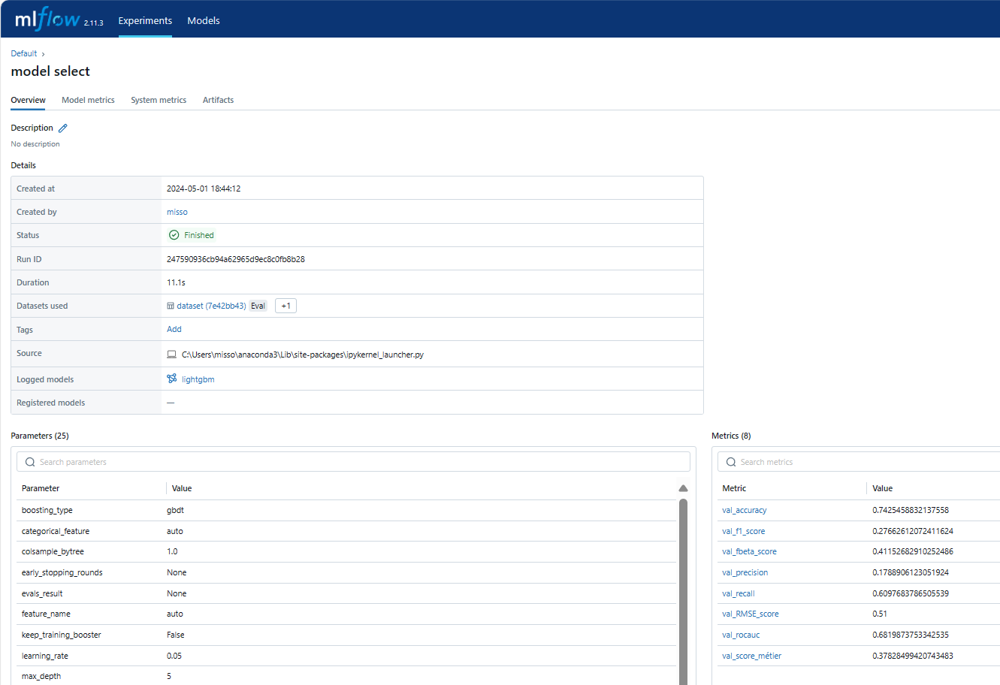 mlflow 2.11.3 Experiments Models
Default ›
model select
Overview Model metrics System metrics Artifacts
Description
No description
Details
Created at 2024-05-01 18:44:12
Created by misso
Status Finished
Run ID 247590936cb94a62965d9ec8c0fb8b28
Duration 11.1s
Datasets used dataset (7e42bb43) Eval +1
Tags Add
Source C:\Users\misso\anaconda3\Lib\site-packages\ipykernel_launcher.py
Logged models lightgbm
Registered models —
Parameters (25)
Search parameters
Parameter Value
boosting_type gbdt
categorical_feature auto
colsample_bytree 1.0
early_stopping_rounds None
evals_result None
feature_name auto
keep_training_booster False
learning_rate 0.05
max_depth 5
Metrics (8)
Search metrics
Metric Value
val_accuracy 0.7425458832137558
val_f1_score 0.27662612072411624
val_fbeta_score 0.41152682910252486
val_precision 0.1788906123051924
val_recall 0.6097683786505539
val_RMSE_score 0.51
val_rocauc 0.6819873753342535
val_score_métier 0.37828499420743483